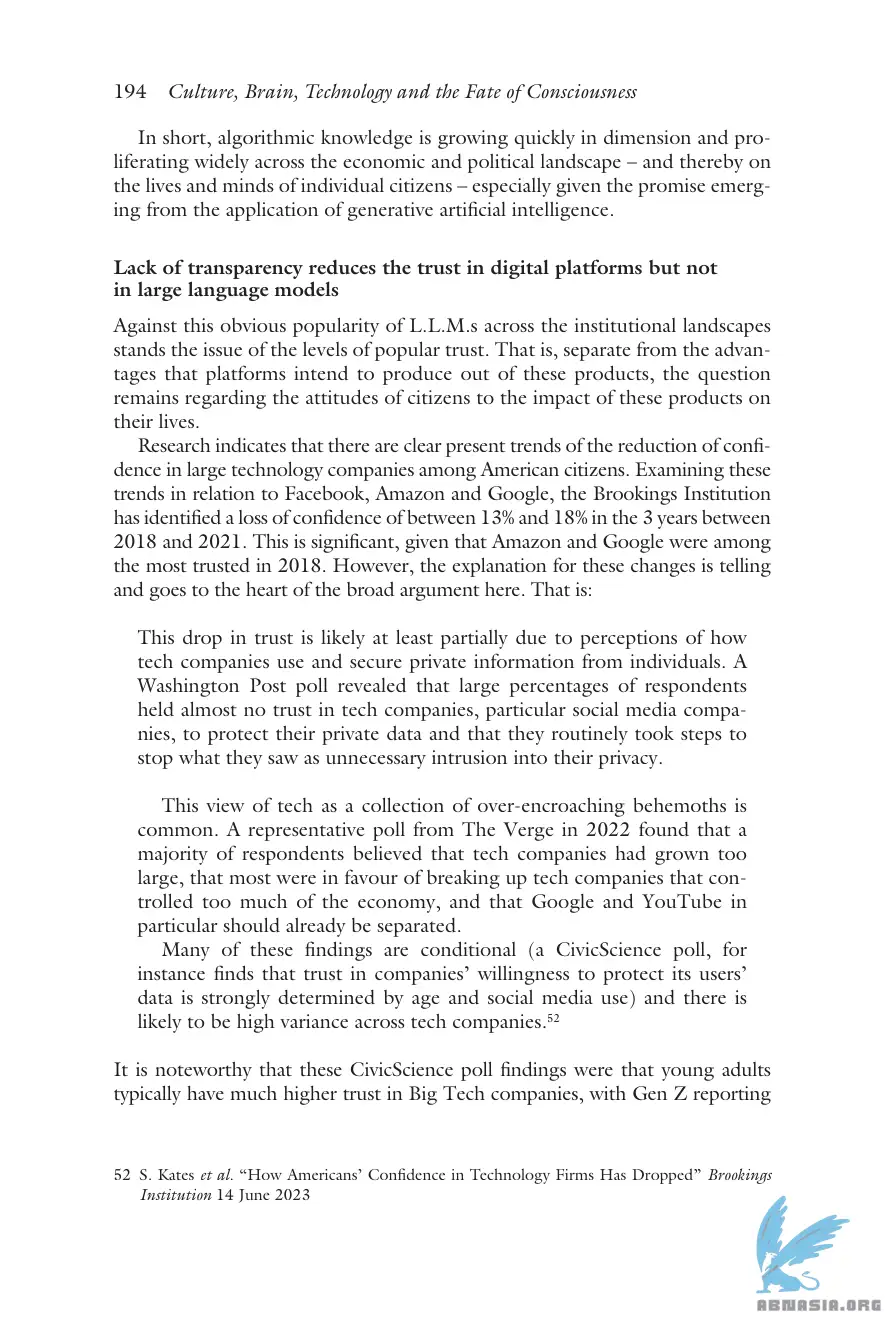 194 Culture, Brain, Technology and the Fate of Consciousness
In short, algorithmic knowledge is growing quickly in dimension and pro-
liferating widely across the economic and political landscape – and thereby on
the lives and minds of individual citizens – especially given the promise emerg-
ing from the application of generative artificial intelligence.
Lack of transparency reduces the trust in digital platforms but not
in large language models
Against this obvious popularity of L.L.M.s across the institutional landscapes
stands the issue of the levels of popular trust. That is, separate from the advan-
tages that platforms intend to produce out of these products, the question
remains regarding the attitudes of citizens to the impact of these products on
their lives.
Research indicates that there are clear present trends of the reduction of confi-
dence in large technology companies among American citizens. Examining these
trends in relation to Facebook, Amazon and Google, the Brookings Institution
has identified a loss of confidence of between 13% and 18% in the 3 years between
2018 and 2021. This is significant, given that Amazon and Google were among
the most trusted in 2018. However, the explanation for these changes is telling
and goes to the heart of the broad argument here. That is:
This drop in trust is likely at least partially due to perceptions of how
tech companies use and secure private information from individuals. A
Washington Post poll revealed that large percentages of respondents
held almost no trust in tech companies, particular social media compa-
nies, to protect their private data and that they routinely took steps to
stop what they saw as unnecessary intrusion into their privacy.
This view of tech as a collection of over-encroaching behemoths is
common. A representative poll from The Verge in 2022 found that a
majority of respondents believed that tech companies had grown too
large, that most were in favour of breaking up tech companies that con-
trolled too much of the economy, and that Google and YouTube in
particular should already be separated.
Many of these findings are conditional (a CivicScience poll, for
instance finds that trust in companies’ willingness to protect its users’
data is strongly determined by age and social media use) and there is
likely to be high variance across tech companies.52
It is noteworthy that these CivicScience poll findings were that young adults
typically have much higher trust in Big Tech companies, with Gen Z reporting
52 S. Kates et al. “How Americans’ Confidence in Technology Firms Has Dropped” Brookings
Institution 14 June 2023
ABNASIA.ORG